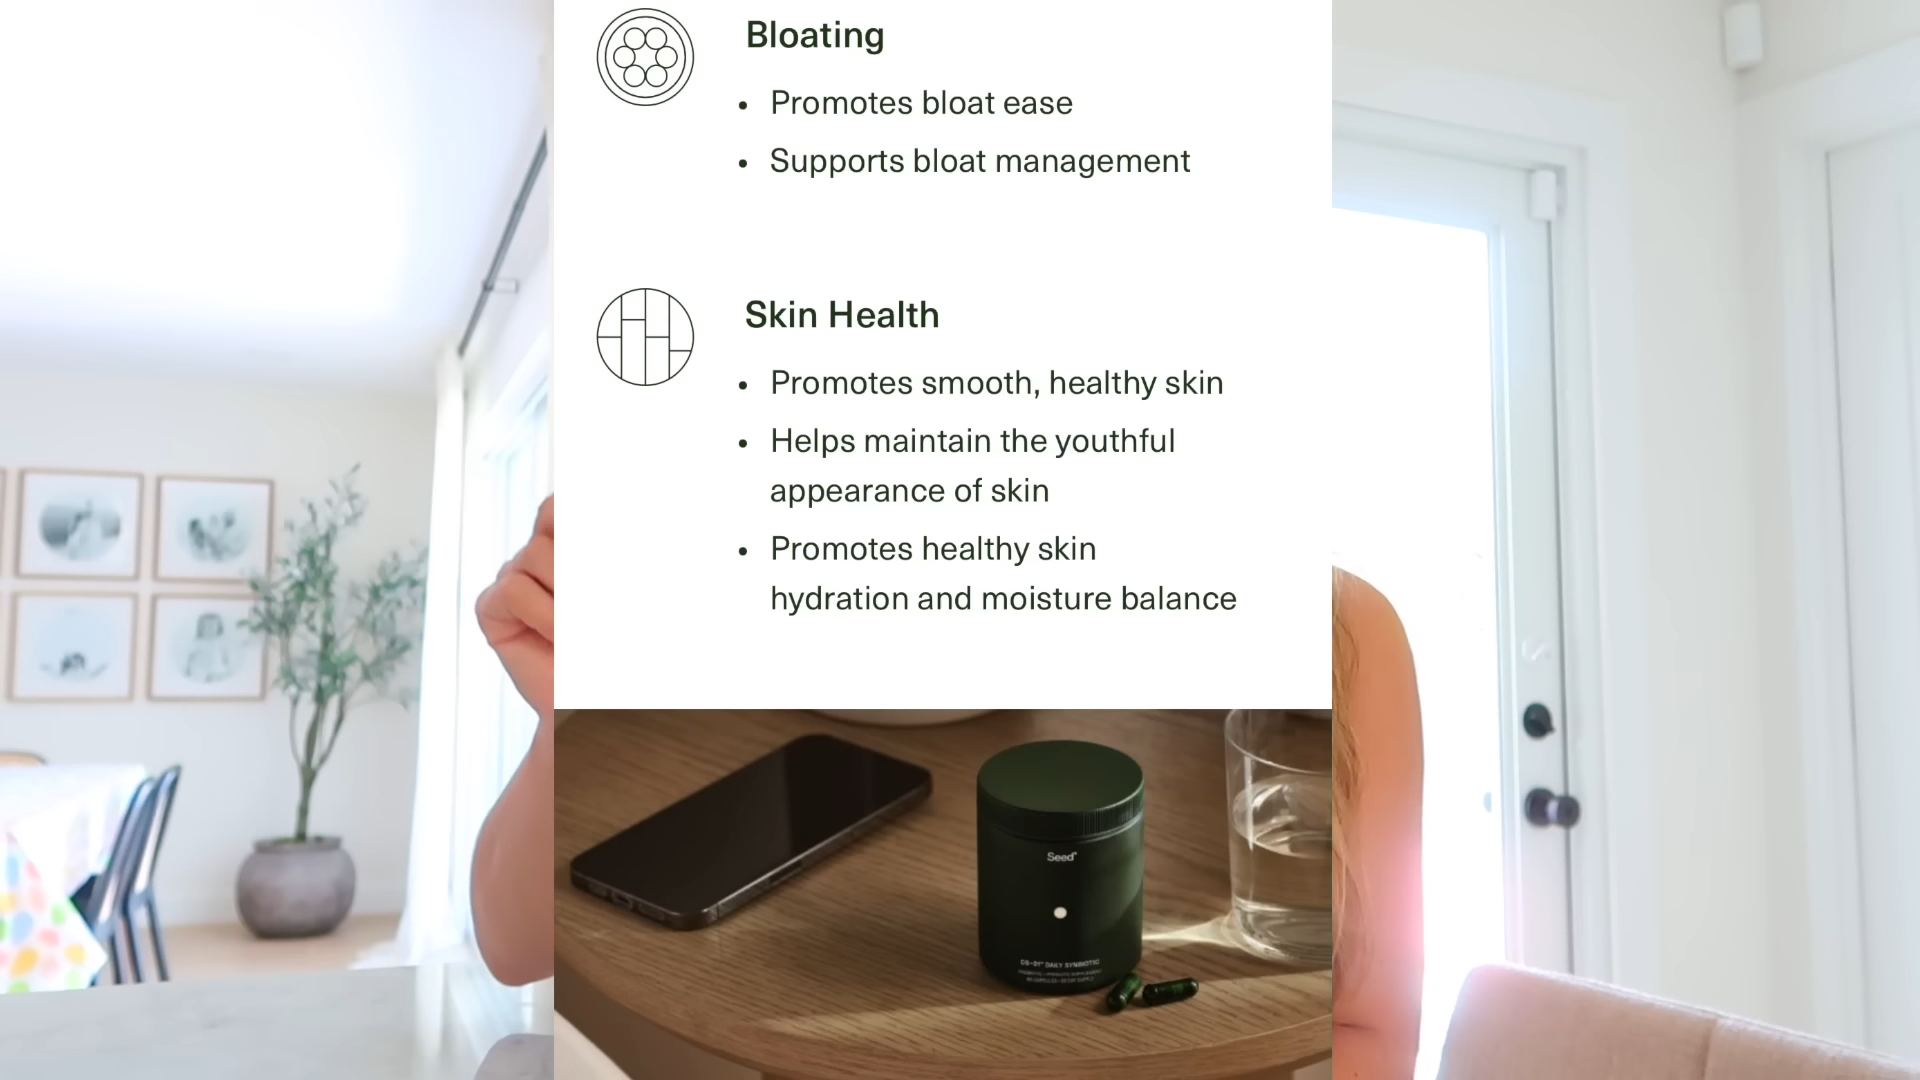 Bloating
• Promotes bloat ease
• Supports bloat management
Skin Health
• Promotes smooth, healthy skin
• Helps maintain the youthful
appearance of skin
• Promotes healthy skin
hydration and moisture balance
Seed
DS-01™ DAILY SYNBIOTIC